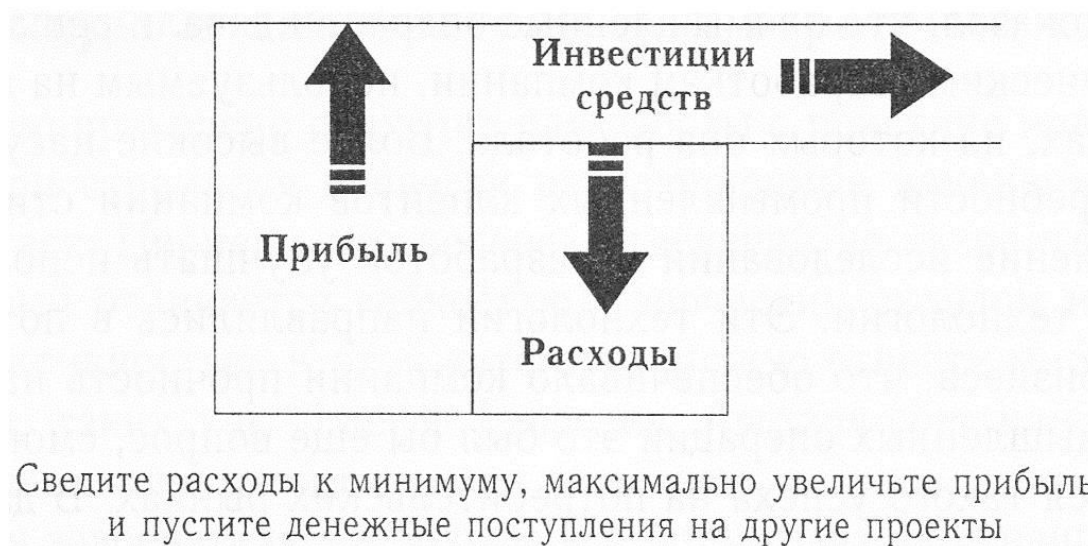 Инвестиции
средств
Прибыль
Расходы
Сведите расходы к минимуму, максимально увеличьте прибыль
и пустите денежные поступления на другие проекты